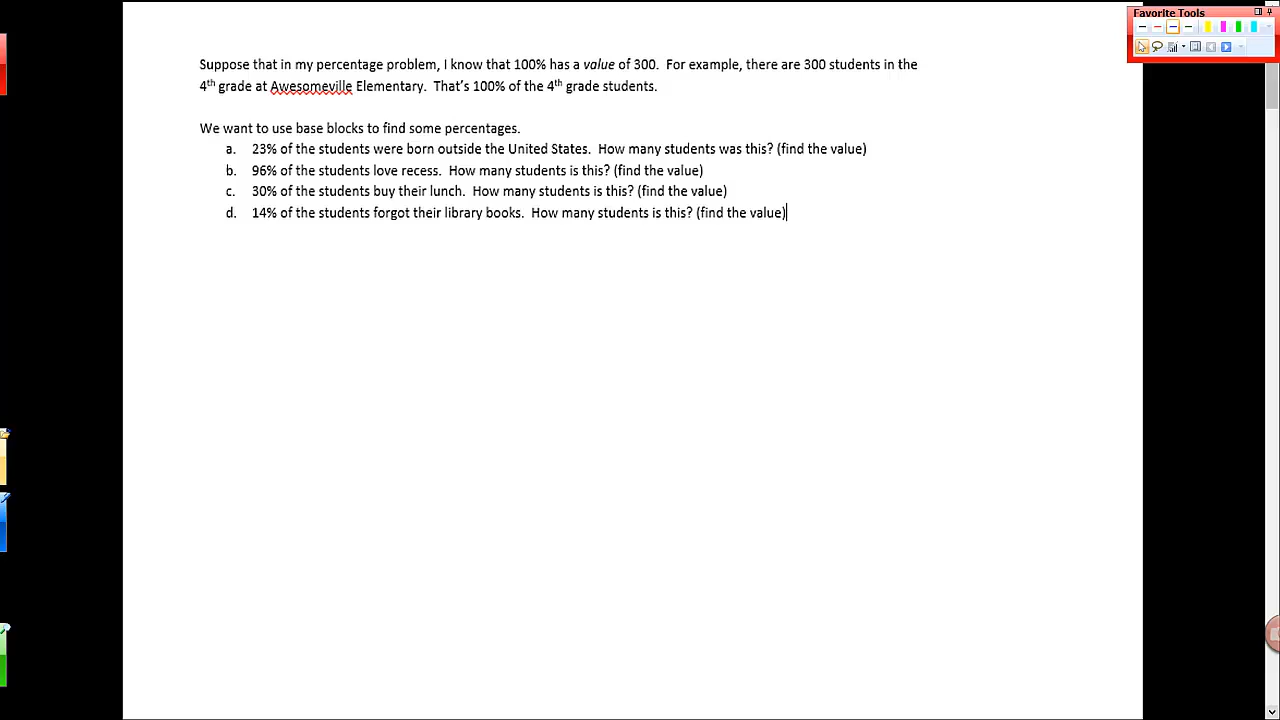 Favorite Tools
Suppose that in my percentage problem, I know that 100% has a value of 300.  For example, there are 300 students in the
4th grade at Awesomeville Elementary.  That's 100% of the 4th grade students.
We want to use base blocks to find some percentages.
a. 23% of the students were born outside the United States.  How many students was this? (find the value)
b. 96% of the students love recess.  How many students is this? (find the value)
c. 30% of the students buy their lunch.  How many students is this? (find the value)
d. 14% of the students forgot their library books.  How many students is this? (find the value)